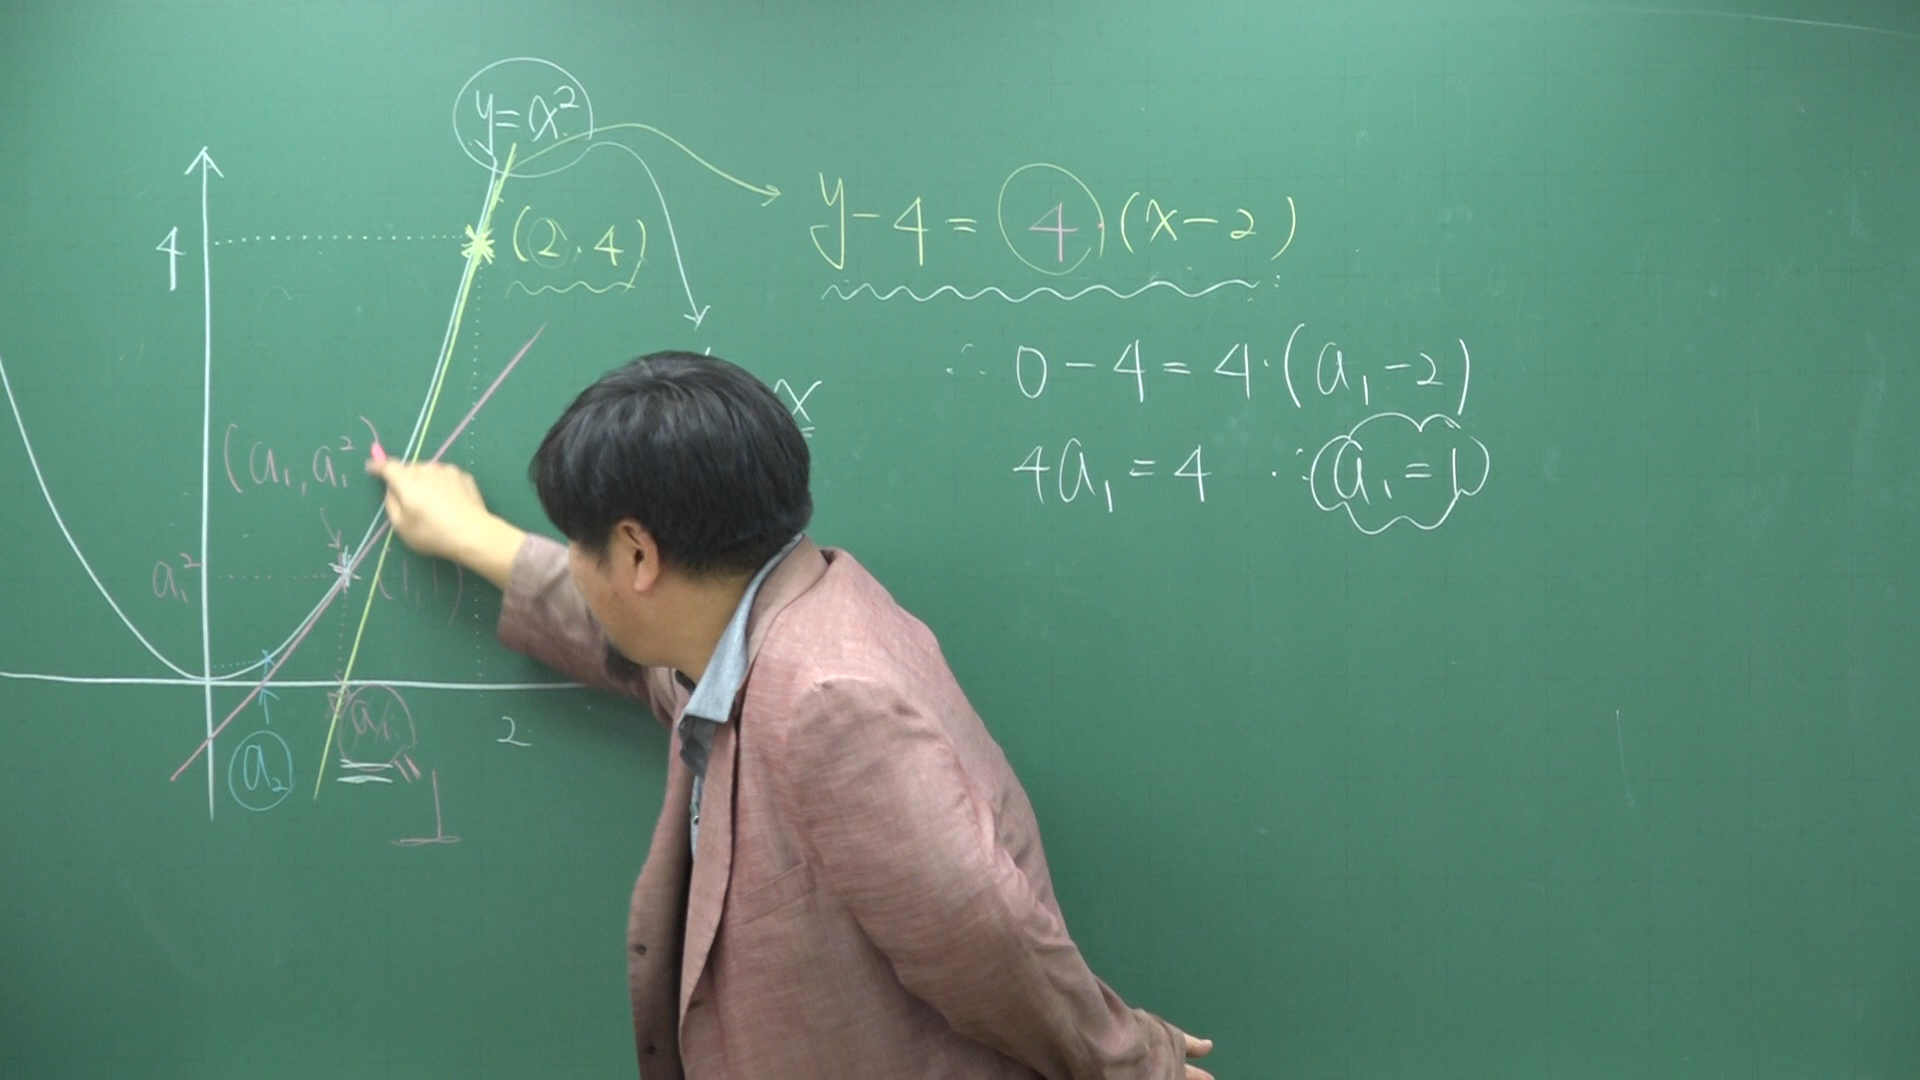 y=x²
4
(2.4)
(a₁, a₁²)
a₁²
(1,1)
a₁
a₂
1
2
y-4=4(x-2)
x
∴ 0-4=4·(a₁-2)
4a₁=4 ∴ a₁=1